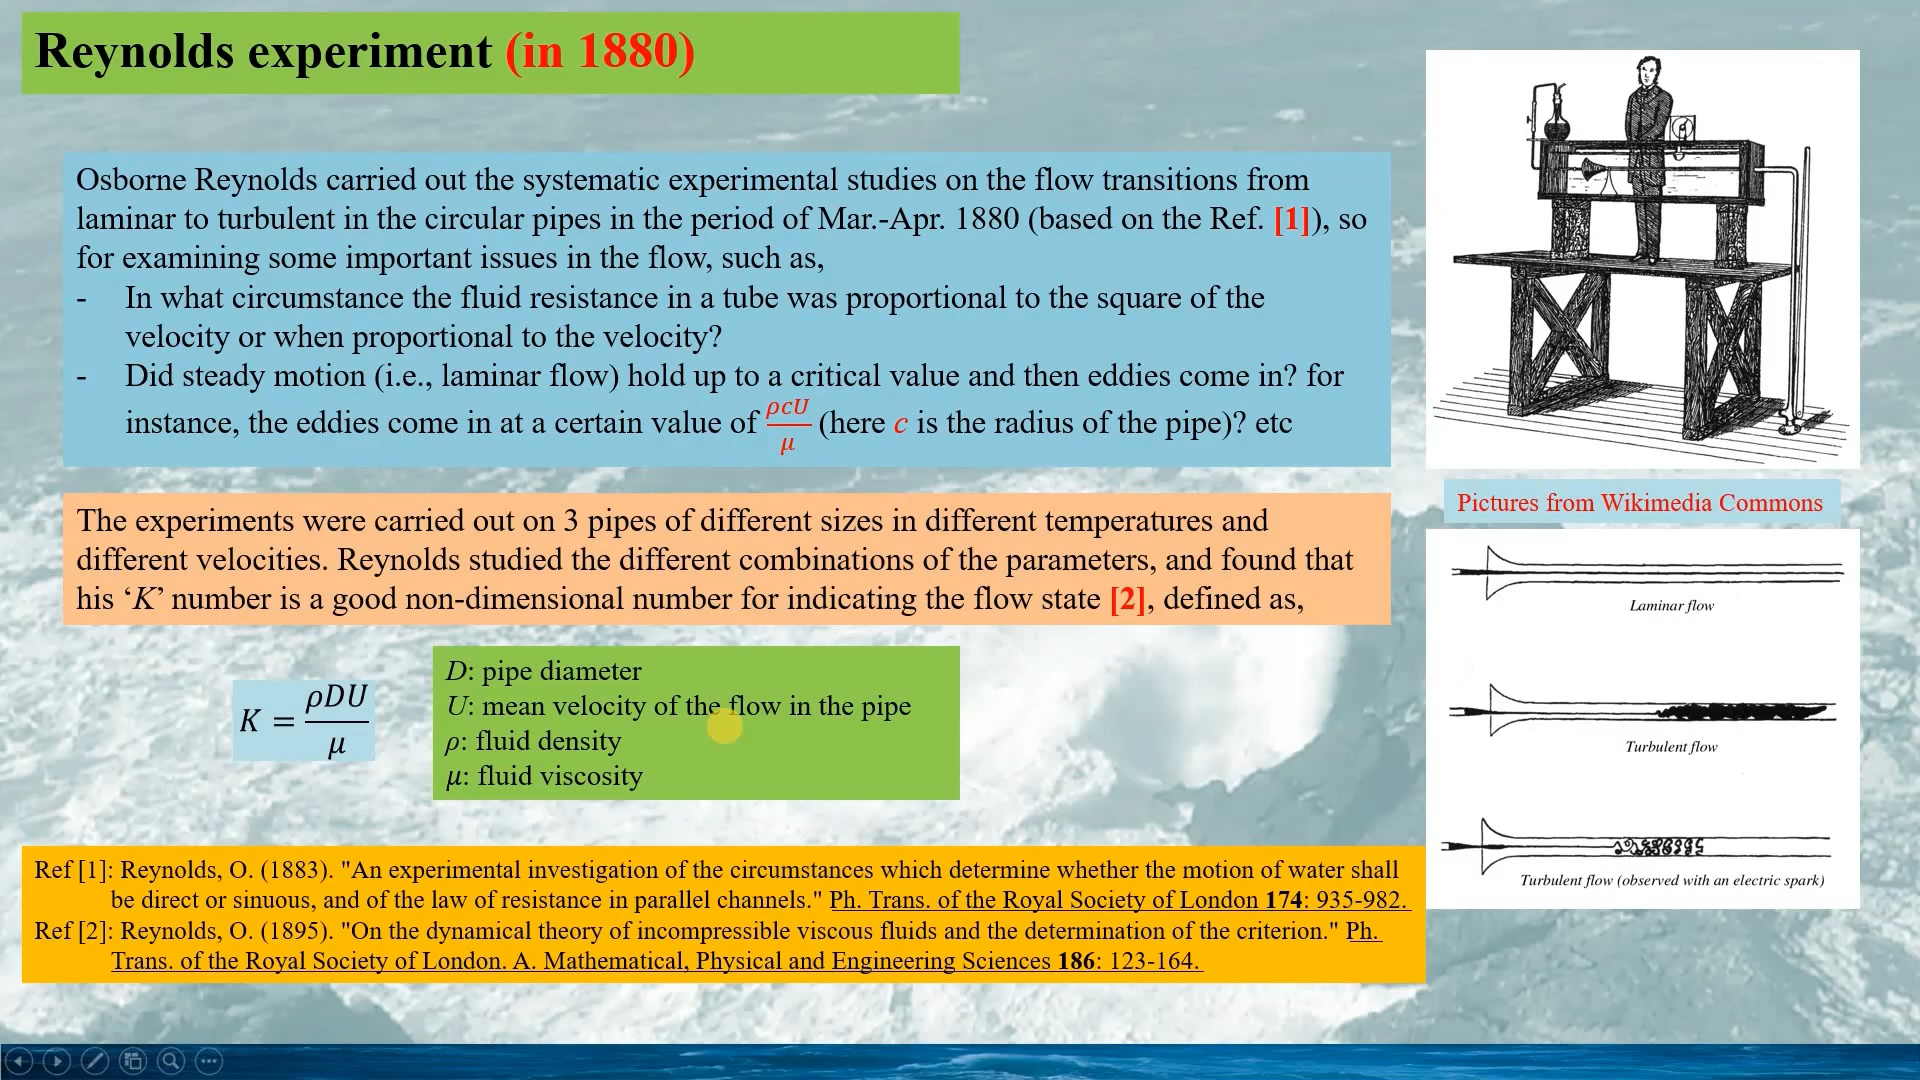 Reynolds experiment (in 1880)
Osborne Reynolds carried out the systematic experimental studies on the flow transitions from
laminar to turbulent in the circular pipes in the period of Mar.-Apr. 1880 (based on the Ref. [1]), so
for examining some important issues in the flow, such as,
- In what circumstance the fluid resistance in a tube was proportional to the square of the
velocity or when proportional to the velocity?
- Did steady motion (i.e., laminar flow) hold up to a critical value and then eddies come in? for
instance, the eddies come in at a certain value of ρcU/μ (here c is the radius of the pipe)? etc
The experiments were carried out on 3 pipes of different sizes in different temperatures and
different velocities. Reynolds studied the different combinations of the parameters, and found that
his ‘K’ number is a good non-dimensional number for indicating the flow state [2], defined as,
K = ρDU/μ
D: pipe diameter
U: mean velocity of the flow in the pipe
ρ: fluid density
μ: fluid viscosity
Ref [1]: Reynolds, O. (1883). "An experimental investigation of the circumstances which determine whether the motion of water shall
be direct or sinuous, and of the law of resistance in parallel channels." Ph. Trans. of the Royal Society of London 174: 935-982.
Ref [2]: Reynolds, O. (1895). "On the dynamical theory of incompressible viscous fluids and the determination of the criterion." Ph.
Trans. of the Royal Society of London. A. Mathematical, Physical and Engineering Sciences 186: 123-164.
Pictures from Wikimedia Commons
Laminar flow
Turbulent flow
Turbulent flow (observed with an electric spark)